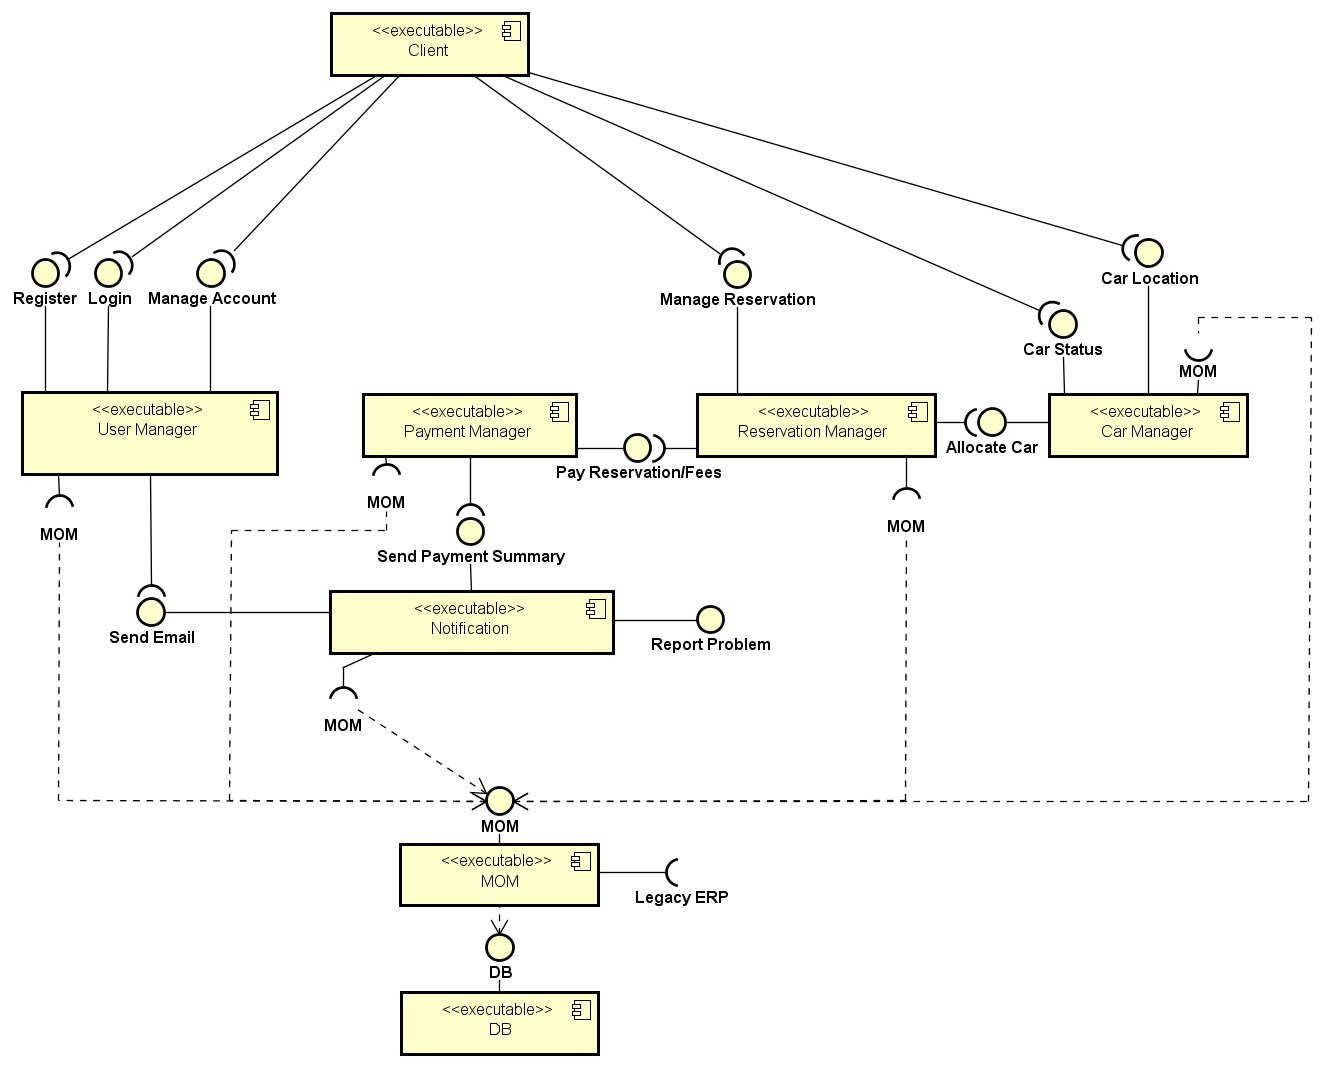 <<executable>>
Client
Register
Login
Manage Account
Manage Reservation
Car Location
Car Status
MOM
<<executable>>
User Manager
<<executable>>
Payment Manager
<<executable>>
Reservation Manager
<<executable>>
Car Manager
Allocate Car
Pay Reservation/Fees
MOM
MOM
MOM
Send Payment Summary
<<executable>>
Notification
Send Email
Report Problem
MOM
MOM
<<executable>>
MOM
Legacy ERP
DB
<<executable>>
DB